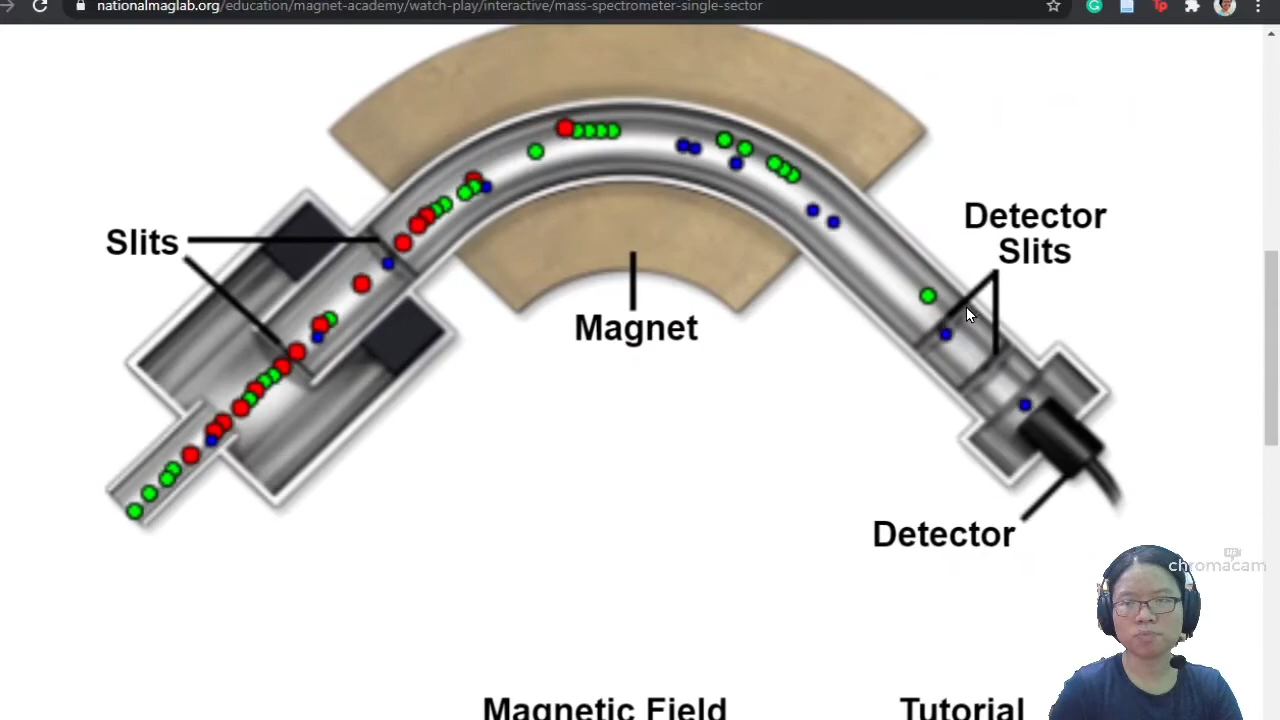 nationalmaglab.org/education/magnet-academy/watch-play/interactive/mass-spectrometer-single-sector
Tp
Detector
Slits
Slits
Magnet
Detector
chromacam
Magnetic Field
Tutorial